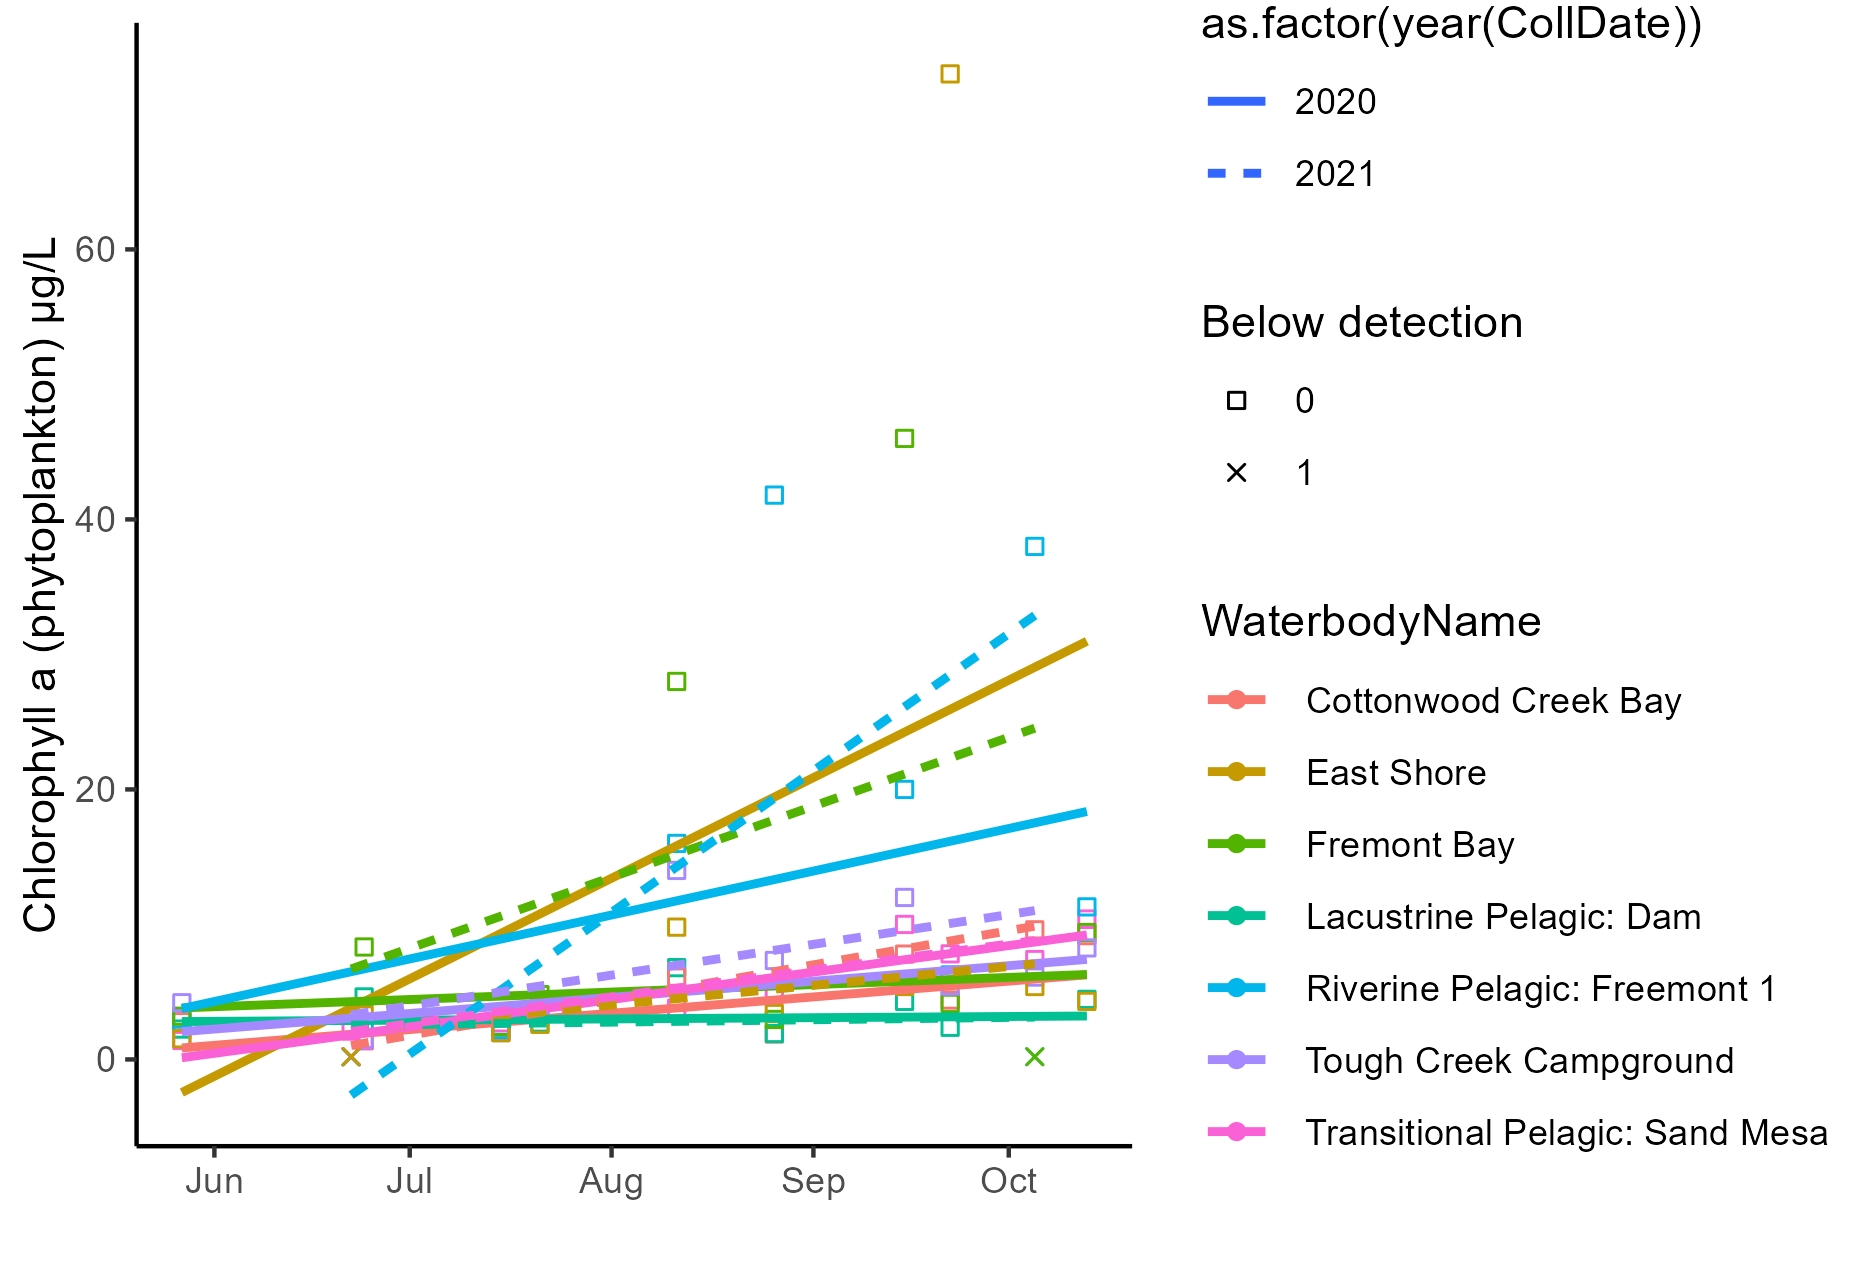 Chlorophyll a (phytoplankton) µg/L
60
40
20
0
Jun
Jul
Aug
Sep
Oct
as.factor(year(CollDate))
2020
2021
Below detection
0
1
WaterbodyName
Cottonwood Creek Bay
East Shore
Fremont Bay
Lacustrine Pelagic: Dam
Riverine Pelagic: Freemont 1
Tough Creek Campground
Transitional Pelagic: Sand Mesa